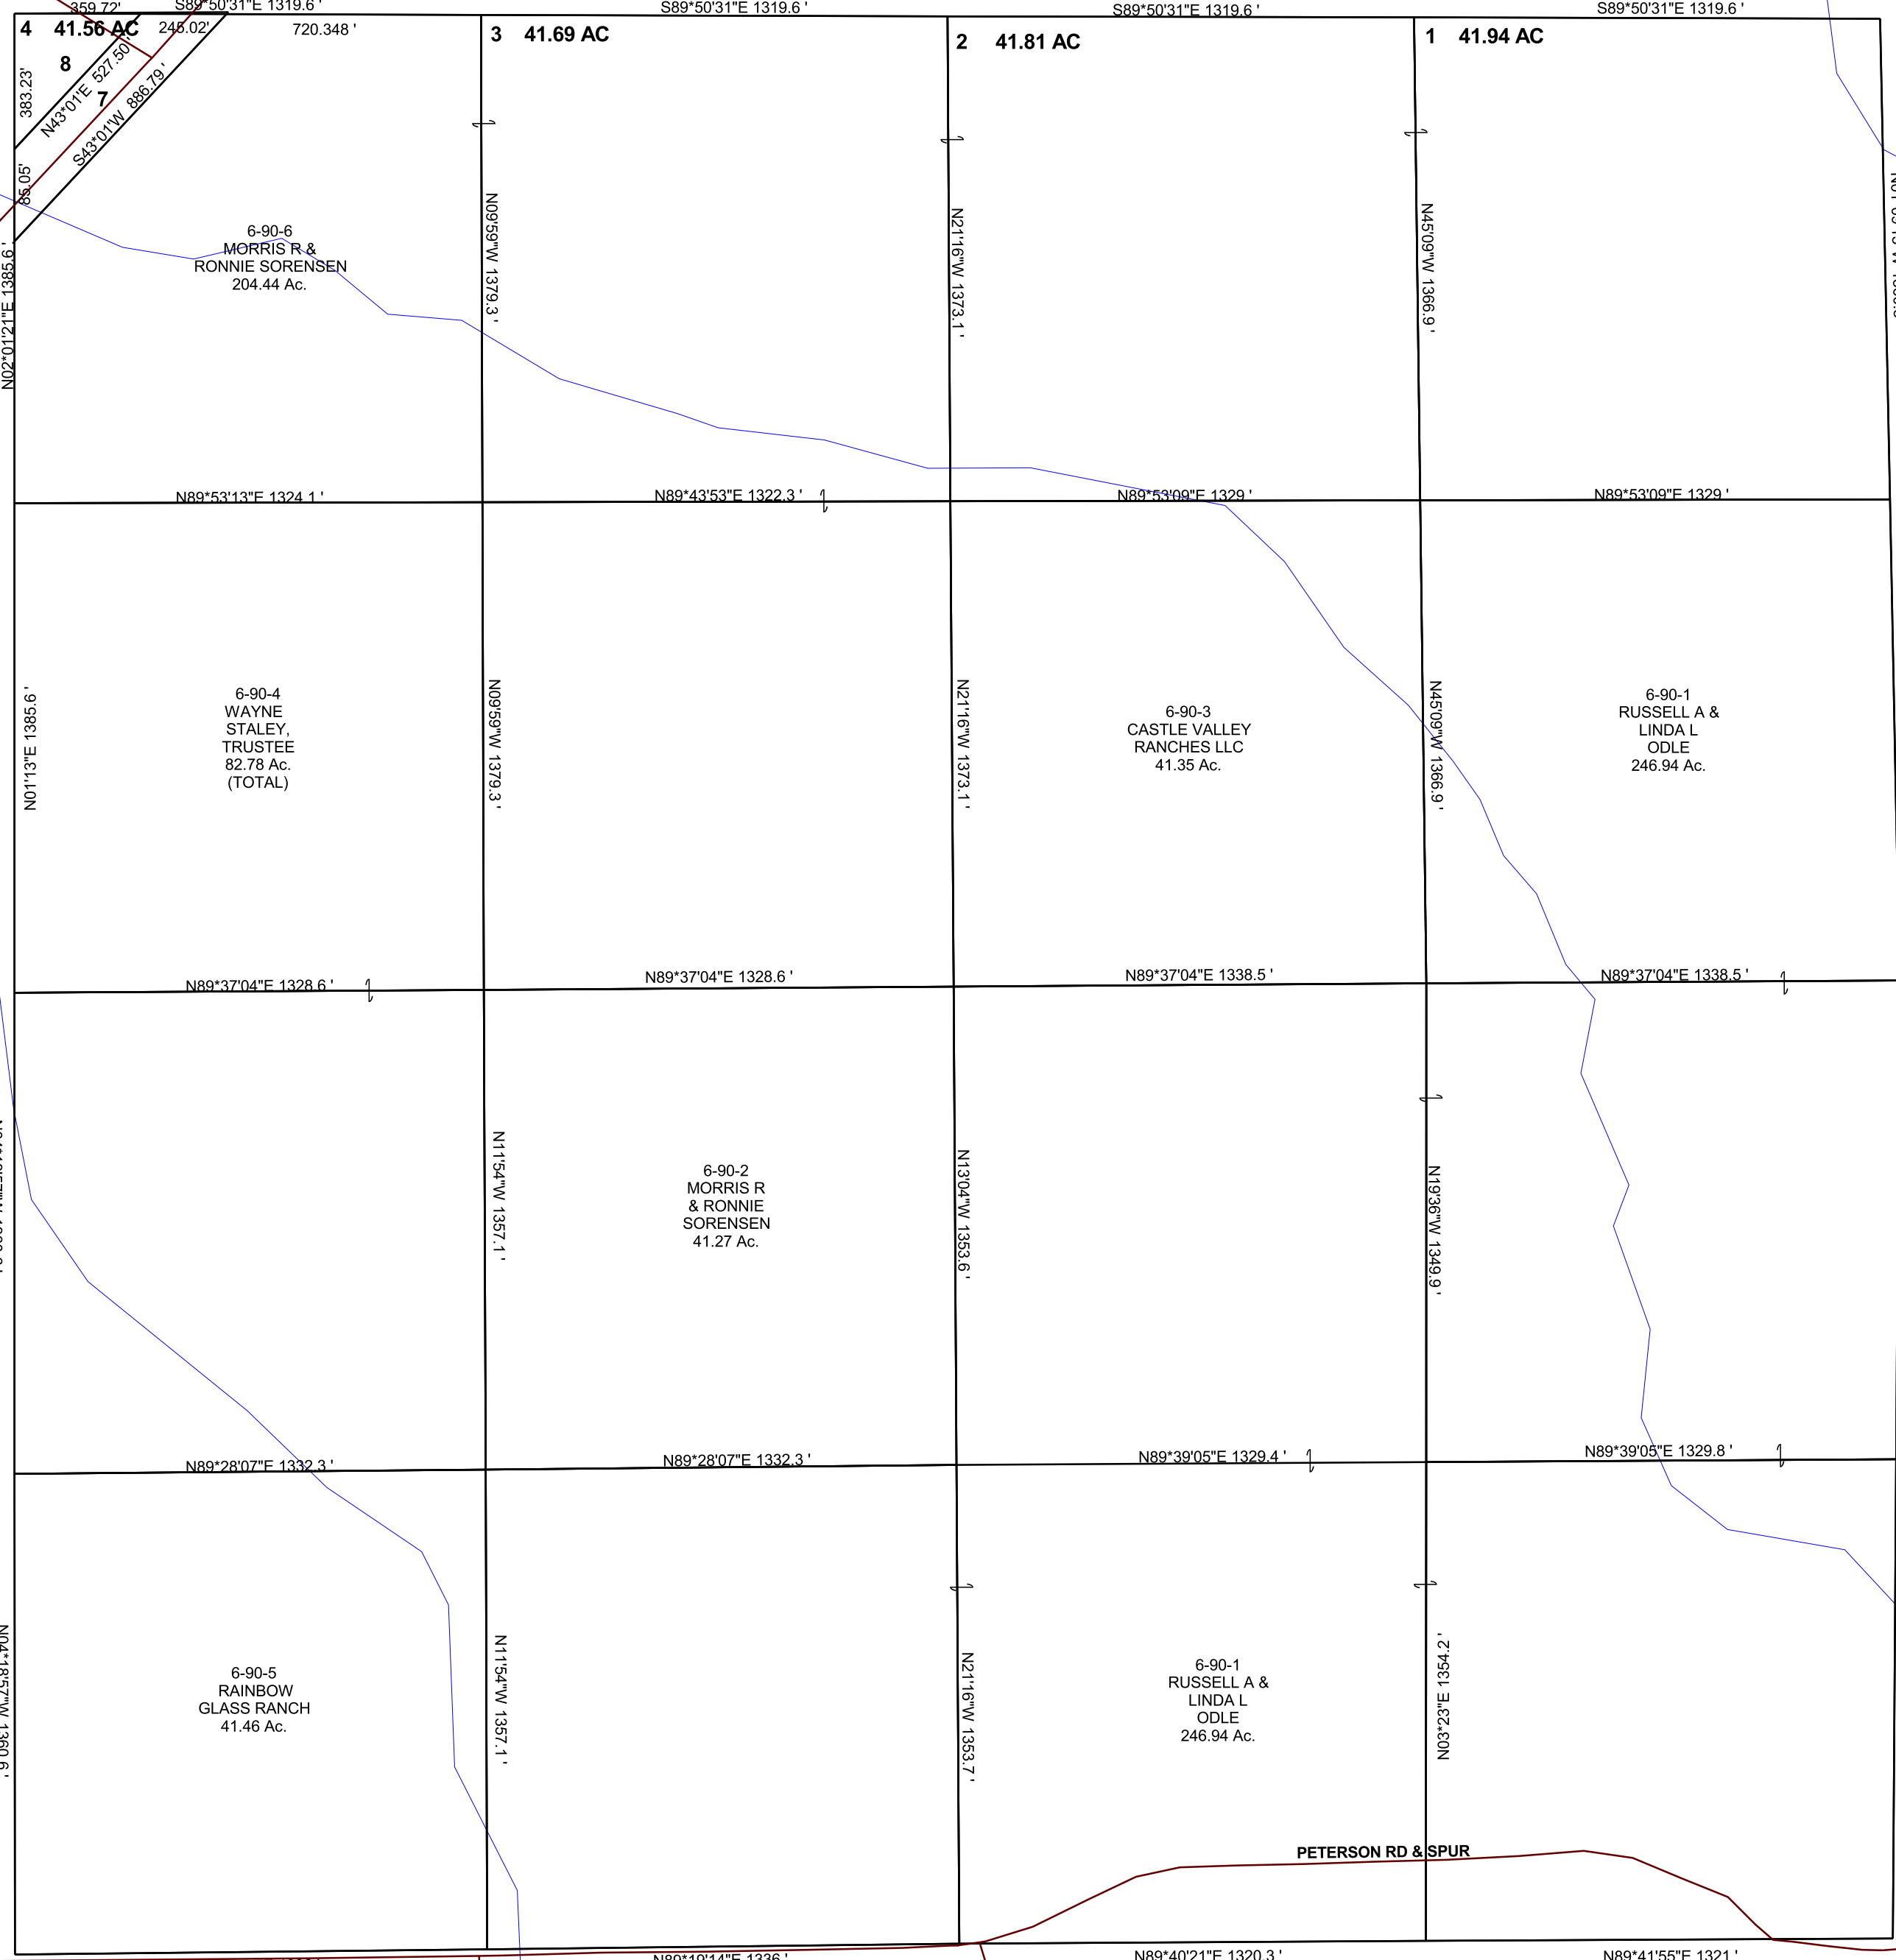 359.72'
S89*50'31"E 1319.6 '
S89*50'31"E 1319.6 '
S89*50'31"E 1319.6 '
S89*50'31"E 1319.6 '
4 41.56 AC
245.02'
720.348 '
3 41.69 AC
2 41.81 AC
1 41.94 AC
8
7
383.23'
N43*01'E 527.50'
S43*01'W 886.79 '
85.05'
N02*01'21"E 1385.6 '
6-90-6
MORRIS R &
RONNIE SORENSEN
204.44 Ac.
N09'59"W 1379.3 '
N21'16"W 1373.1 '
N45'09"W 1366.9 '
N89*53'13"E 1324.1 '
N89*43'53"E 1322.3 '
N89*53'09"E 1329 '
N89*53'09"E 1329 '
N01'13"E 1385.6 '
6-90-4
WAYNE
STALEY,
TRUSTEE
82.78 Ac.
(TOTAL)
N09'59"W 1379.3 '
N21'16"W 1373.1 '
6-90-3
CASTLE VALLEY
RANCHES LLC
41.35 Ac.
N45'09"W 1366.9 '
6-90-1
RUSSELL A &
LINDA L
ODLE
246.94 Ac.
N89*37'04"E 1328.6 '
N89*37'04"E 1328.6 '
N89*37'04"E 1338.5 '
N89*37'04"E 1338.5 '
N11'54"W 1357.1 '
6-90-2
MORRIS R
& RONNIE
SORENSEN
41.27 Ac.
N13'04"W 1353.6 '
N19'36"W 1349.9 '
N89*28'07"E 1332.3 '
N89*28'07"E 1332.3 '
N89*39'05"E 1329.4 '
N89*39'05"E 1329.8 '
N04*18'57"W 1360.6 '
6-90-5
RAINBOW
GLASS RANCH
41.46 Ac.
N11'54"W 1357.1 '
N21'16"W 1353.7 '
6-90-1
RUSSELL A &
LINDA L
ODLE
246.94 Ac.
N03*23"E 1354.2 '
PETERSON RD & SPUR
N89*19'14"E 1336 '
N89*40'21"E 1320.3 '
N89*41'55"E 1321 '